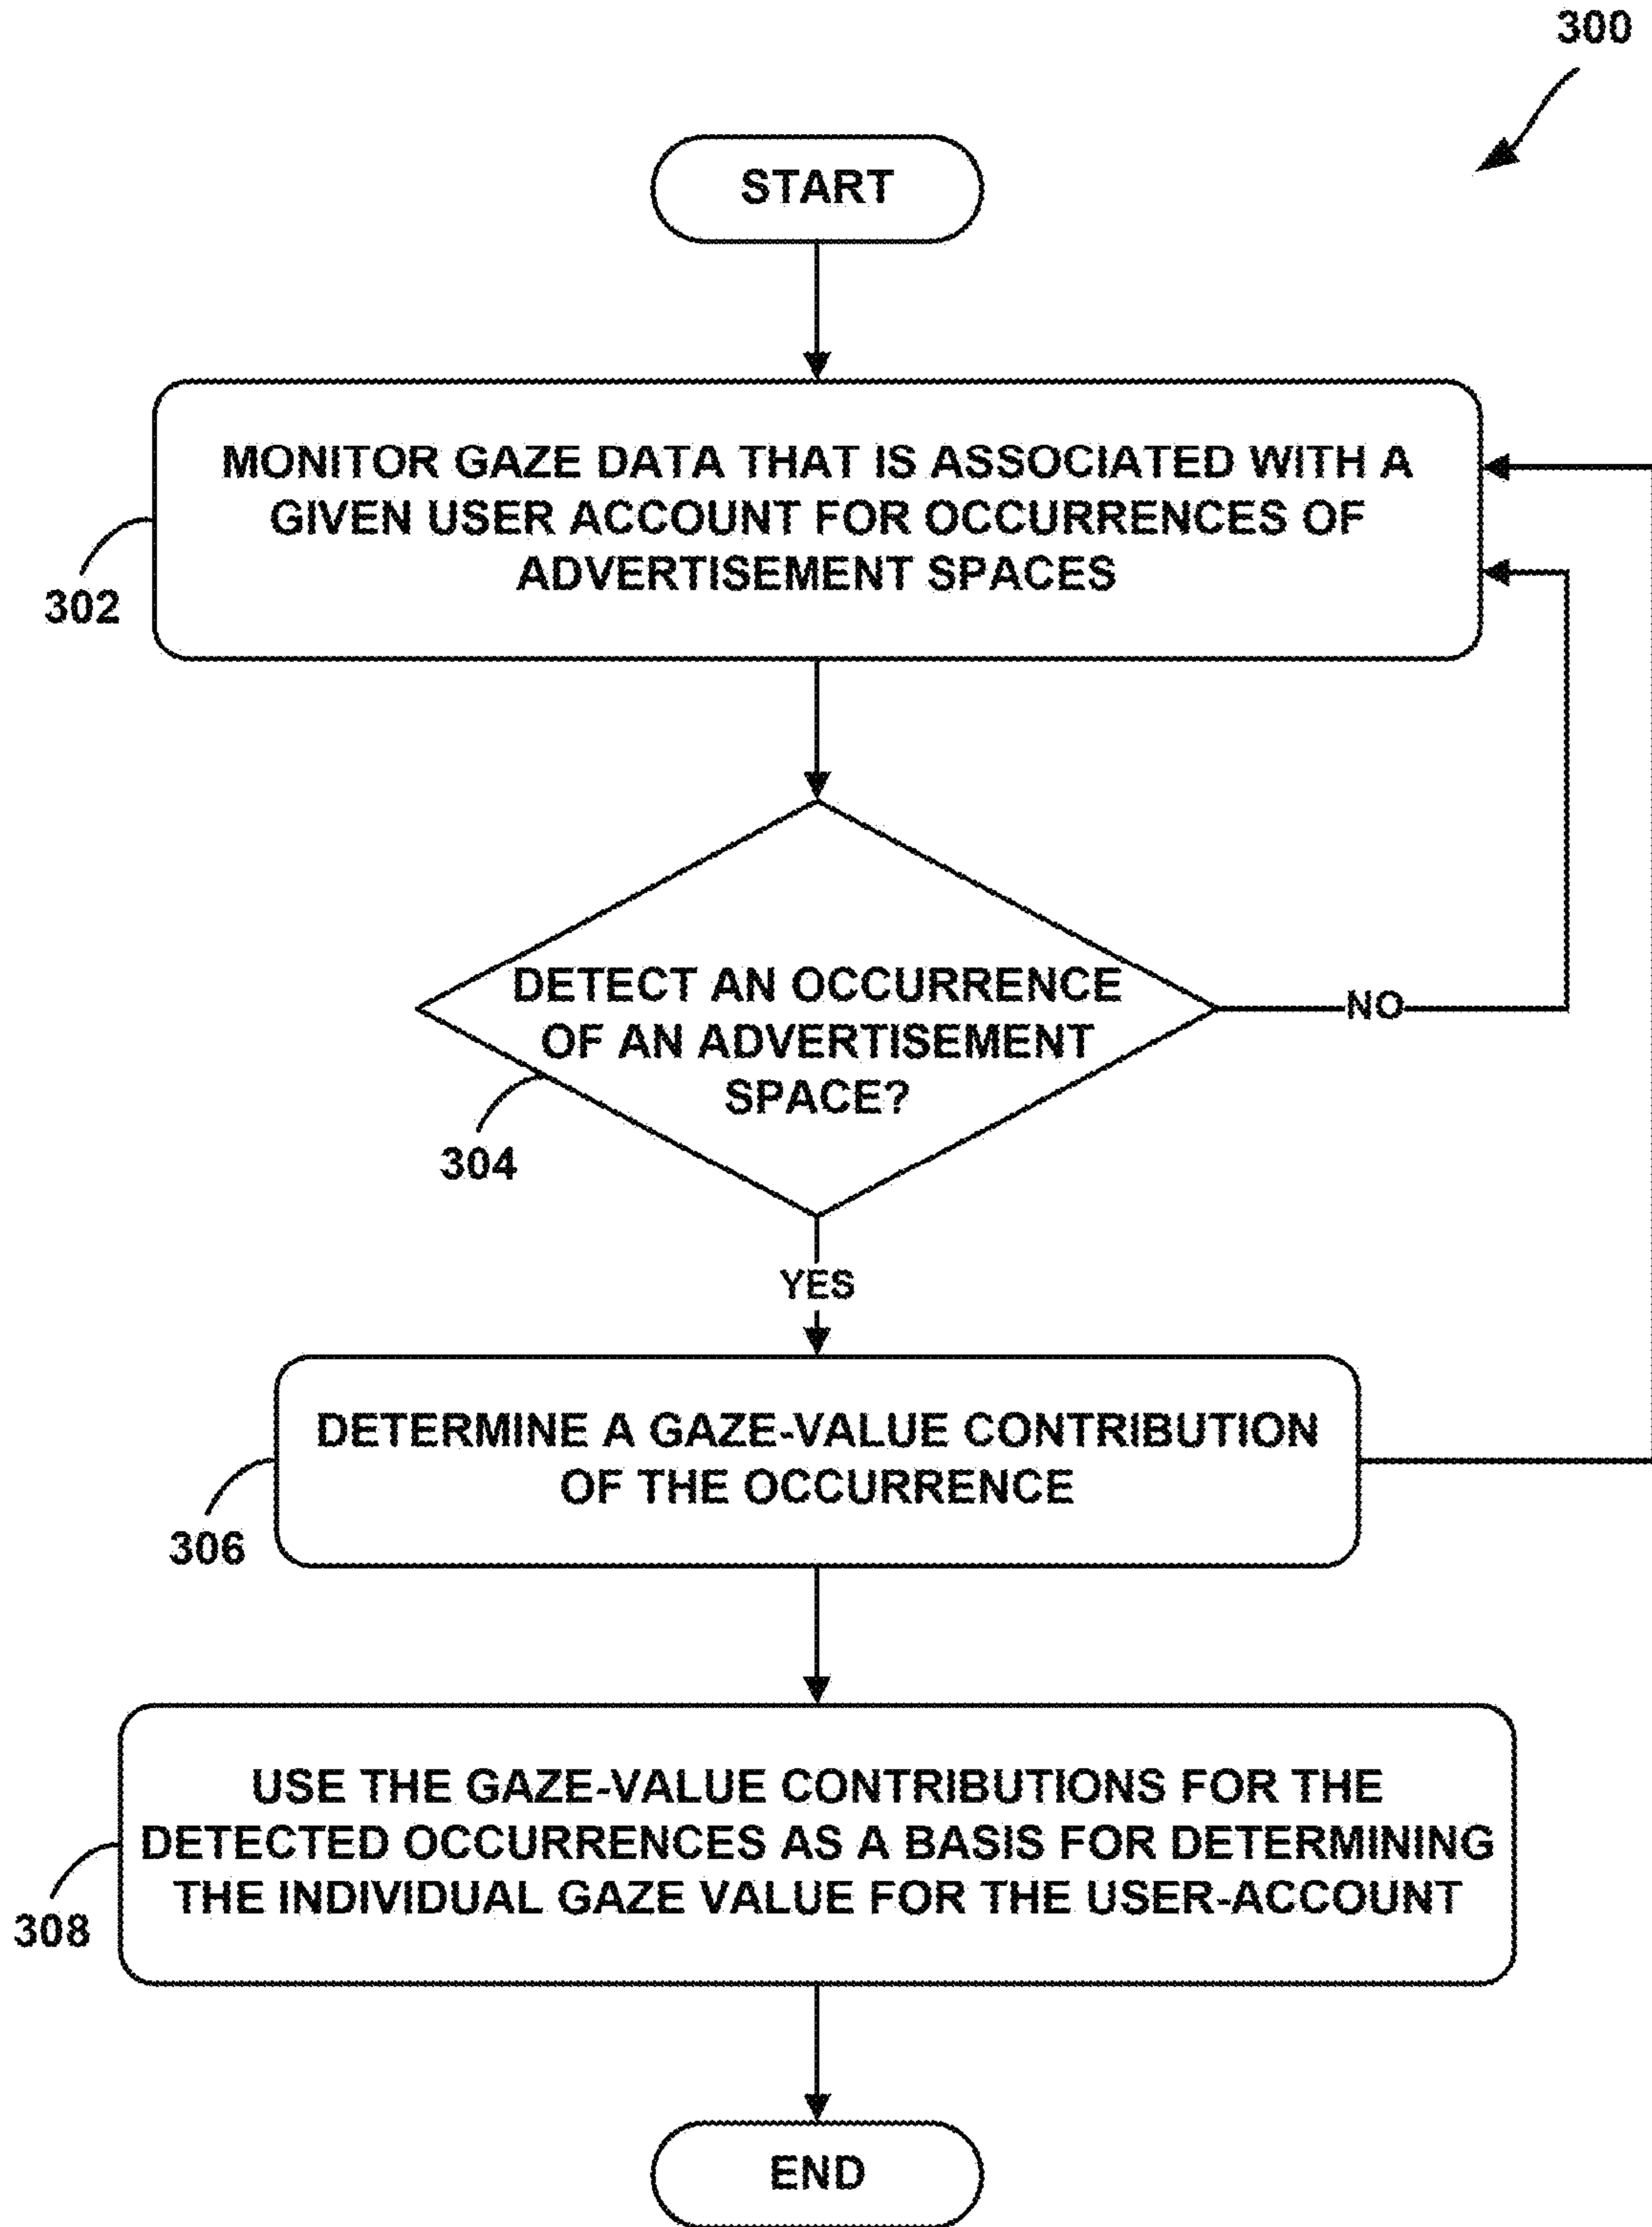 300
START
MONITOR GAZE DATA THAT IS ASSOCIATED WITH A
GIVEN USER ACCOUNT FOR OCCURRENCES OF
ADVERTISEMENT SPACES
302
DETECT AN OCCURRENCE
OF AN ADVERTISEMENT
SPACE?
NO
304
YES
DETERMINE A GAZE-VALUE CONTRIBUTION
OF THE OCCURRENCE
306
USE THE GAZE-VALUE CONTRIBUTIONS FOR THE
DETECTED OCCURRENCES AS A BASIS FOR DETERMINING
THE INDIVIDUAL GAZE VALUE FOR THE USER-ACCOUNT
308
END